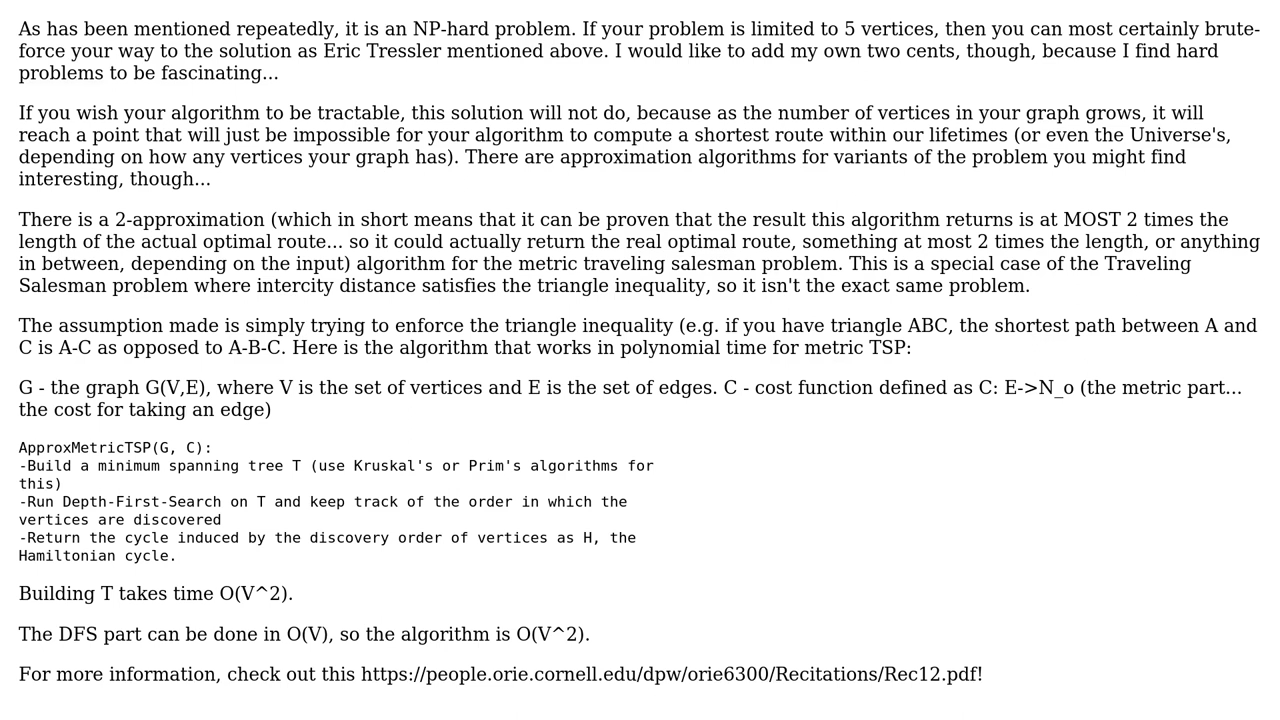 As has been mentioned repeatedly, it is an NP-hard problem. If your problem is limited to 5 vertices, then you can most certainly brute-
force your way to the solution as Eric Tressler mentioned above. I would like to add my own two cents, though, because I find hard
problems to be fascinating...
If you wish your algorithm to be tractable, this solution will not do, because as the number of vertices in your graph grows, it will
reach a point that will just be impossible for your algorithm to compute a shortest route within our lifetimes (or even the Universe's,
depending on how any vertices your graph has). There are approximation algorithms for variants of the problem you might find
interesting, though...
There is a 2-approximation (which in short means that it can be proven that the result this algorithm returns is at MOST 2 times the
length of the actual optimal route... so it could actually return the real optimal route, something at most 2 times the length, or anything
in between, depending on the input) algorithm for the metric traveling salesman problem. This is a special case of the Traveling
Salesman problem where intercity distance satisfies the triangle inequality, so it isn't the exact same problem.
The assumption made is simply trying to enforce the triangle inequality (e.g. if you have triangle ABC, the shortest path between A and
C is A-C as opposed to A-B-C. Here is the algorithm that works in polynomial time for metric TSP:
G - the graph G(V,E), where V is the set of vertices and E is the set of edges. C - cost function defined as C: E->N_o (the metric part...
the cost for taking an edge)
ApproxMetricTSP(G, C):
-Build a minimum spanning tree T (use Kruskal's or Prim's algorithms for
this)
-Run Depth-First-Search on T and keep track of the order in which the
vertices are discovered
-Return the cycle induced by the discovery order of vertices as H, the
Hamiltonian cycle.
Building T takes time O(V^2).
The DFS part can be done in O(V), so the algorithm is O(V^2).
For more information, check out this https://people.orie.cornell.edu/dpw/orie6300/Recitations/Rec12.pdf!